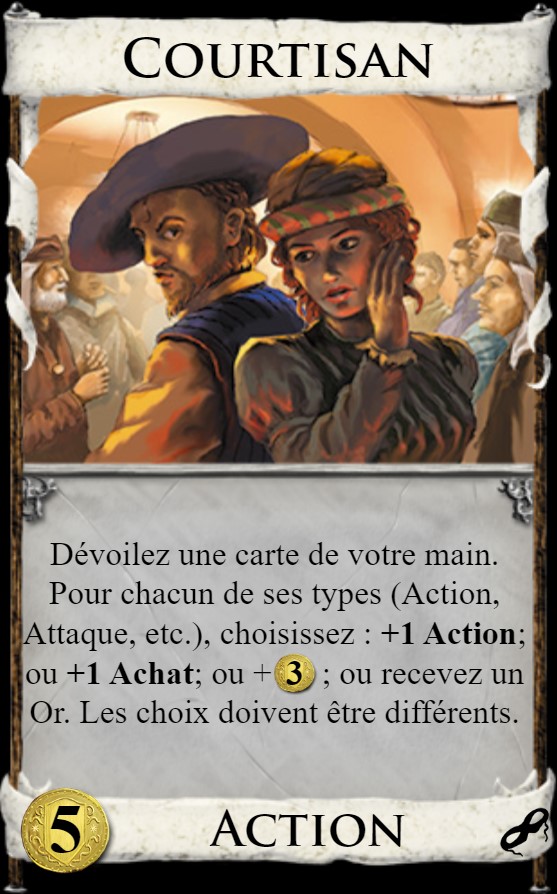 Courtisan
Dévoilez une carte de votre main.
Pour chacun de ses types (Action,
Attaque, etc.), choisissez : +1 Action;
ou +1 Achat; ou +3 ; ou recevez un
Or. Les choix doivent être différents.
5
Action